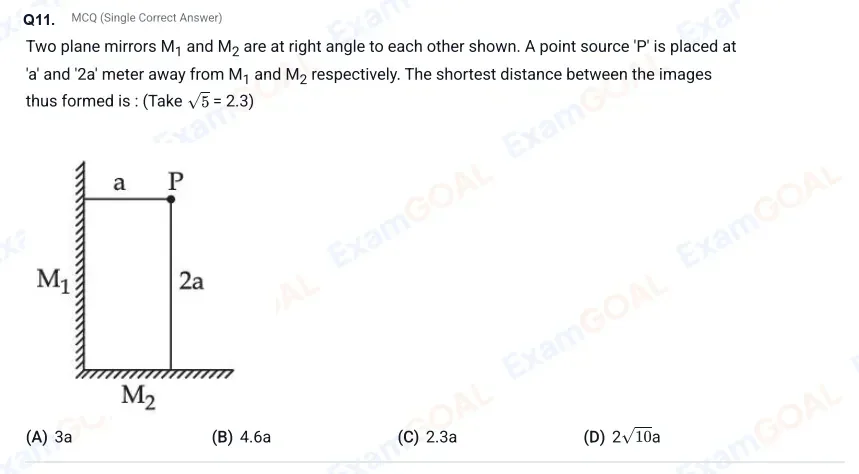 Q11. MCQ (Single Correct Answer)
Two plane mirrors M₁ and M₂ are at right angle to each other shown. A point source 'P' is placed at
'a' and '2a' meter away from M₁ and M₂ respectively. The shortest distance between the images
thus formed is : (Take √5 = 2.3)
a P
M₁ 2a
M₂
(A) 3a (B) 4.6a (C) 2.3a (D) 2√10a
ExamGOAL